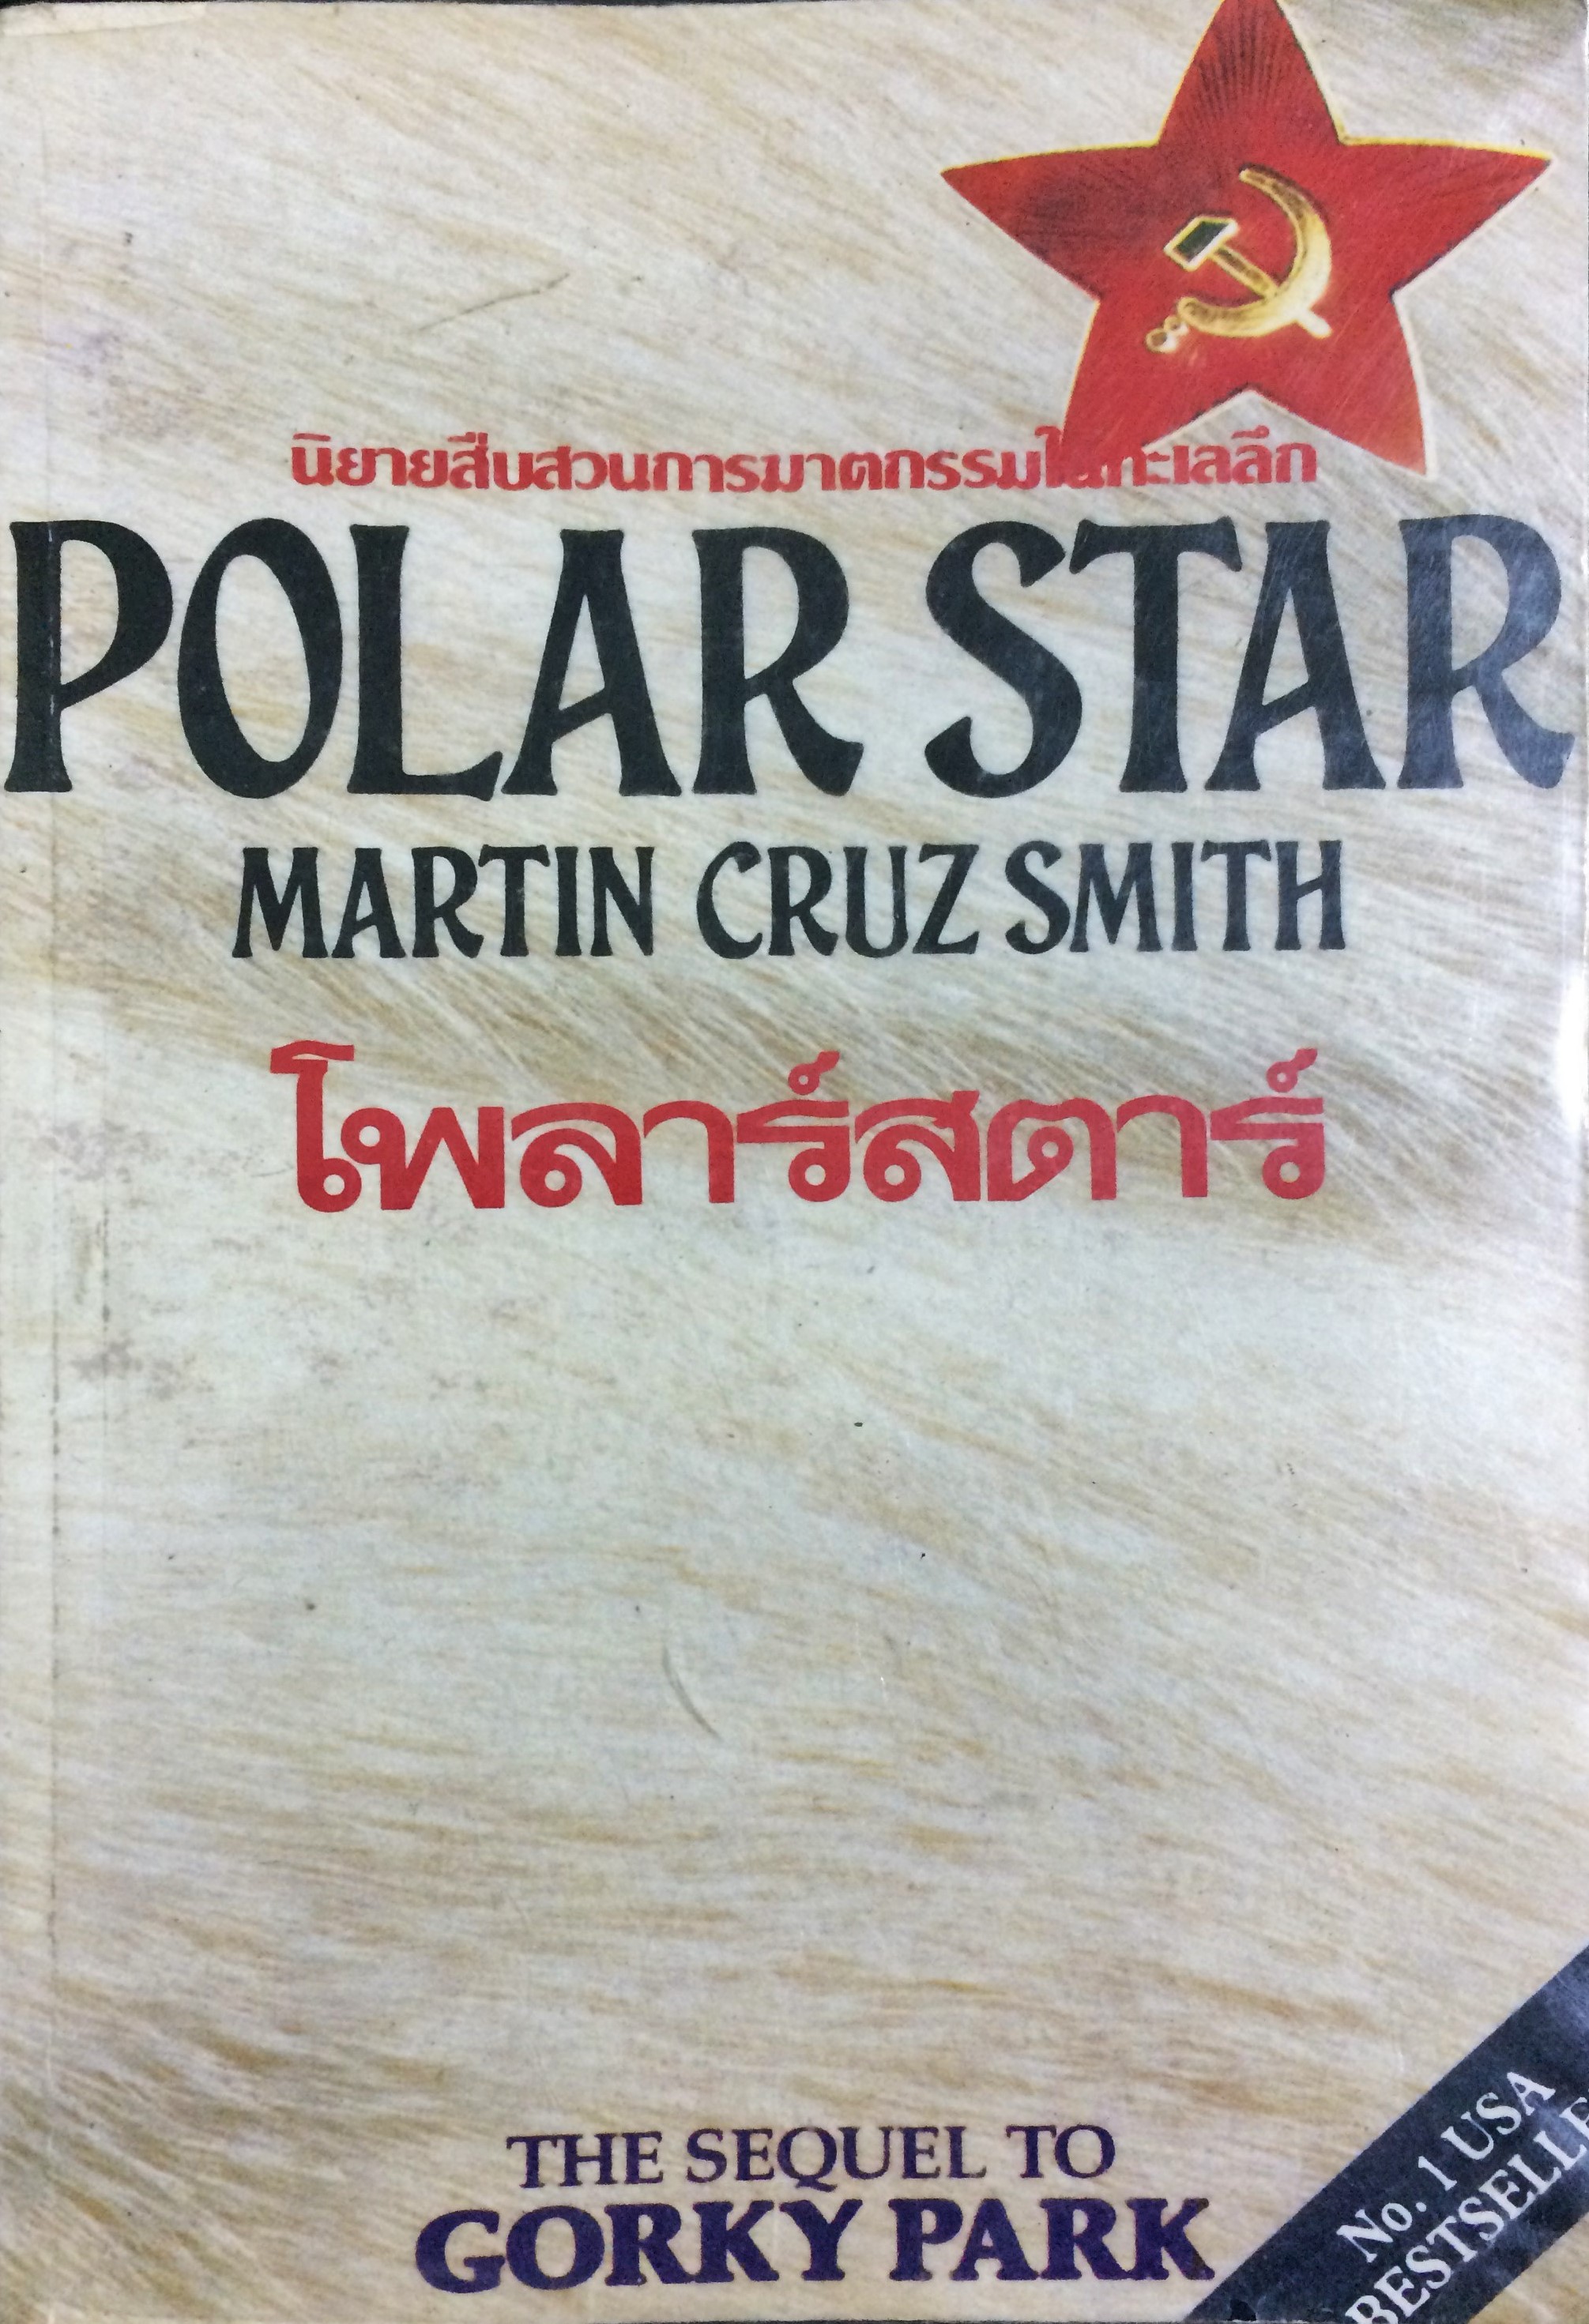 นิยายสืบสวนการฆาตกรรมในทะเลลึก
POLAR STAR
MARTIN CRUZ SMITH
โพลาร์สตาร์
THE SEQUEL TO
GORKY PARK
No. 1 USA
BESTSELLE